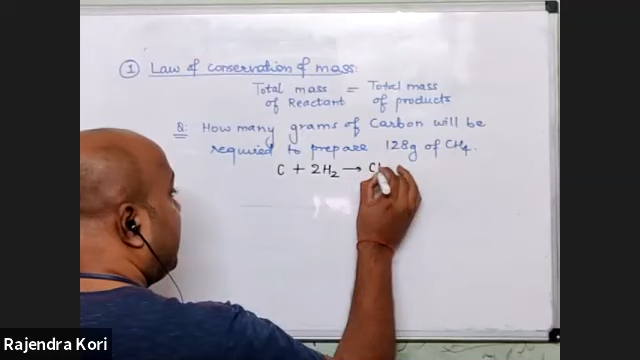 ① Law of conservation of mass:
Total mass = Total mass
of Reactant of products
Q: How many grams of Carbon will be
required to prepare 128g of CH₄.
C + 2H₂ → C
Rajendra Kori